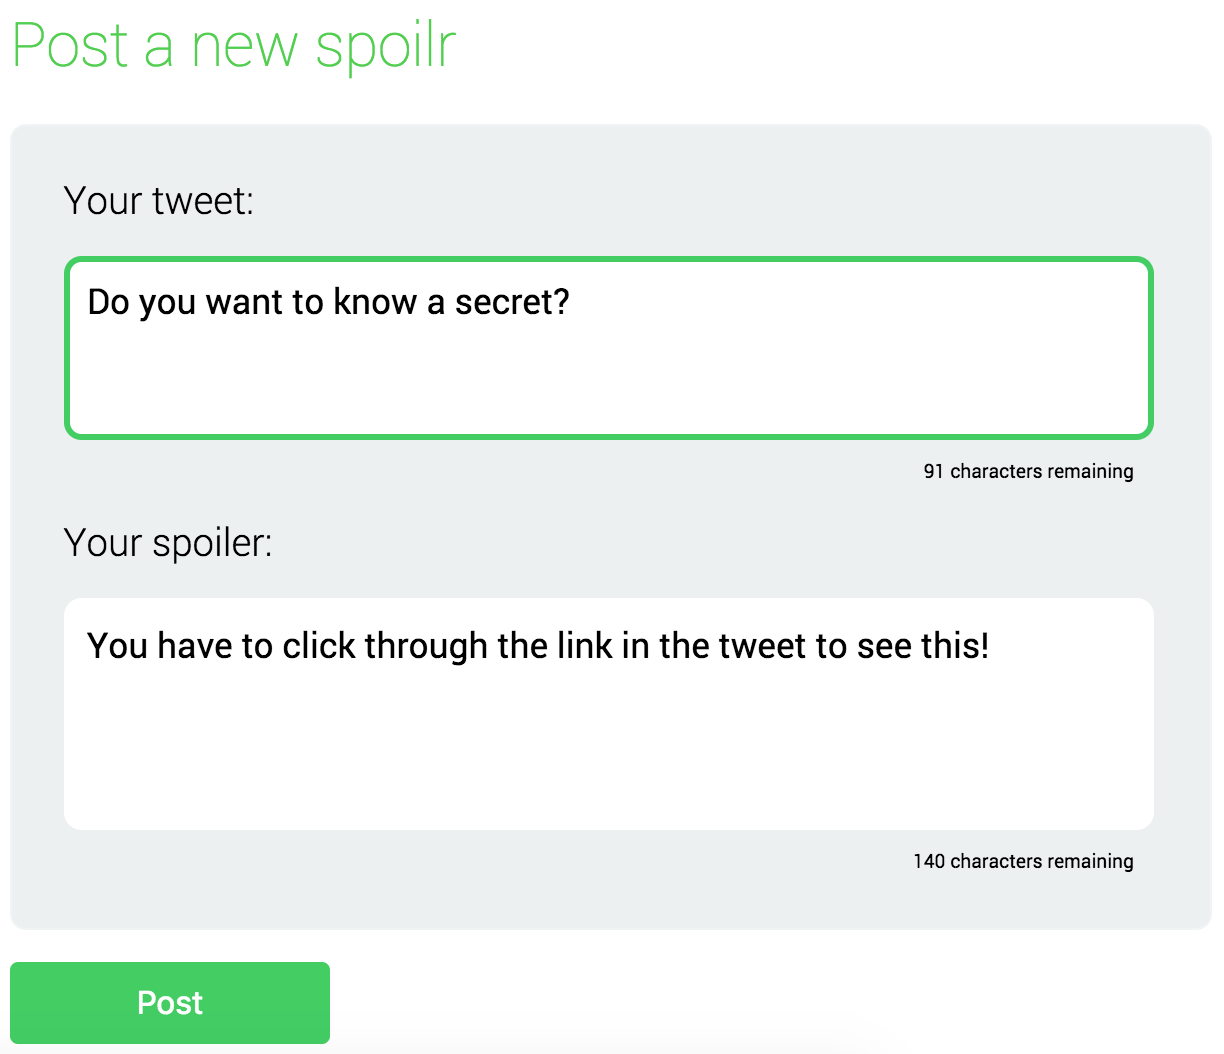 Post a new spoilr
Your tweet:
Do you want to know a secret?
91 characters remaining
Your spoiler:
You have to click through the link in the tweet to see this!
140 characters remaining
Post